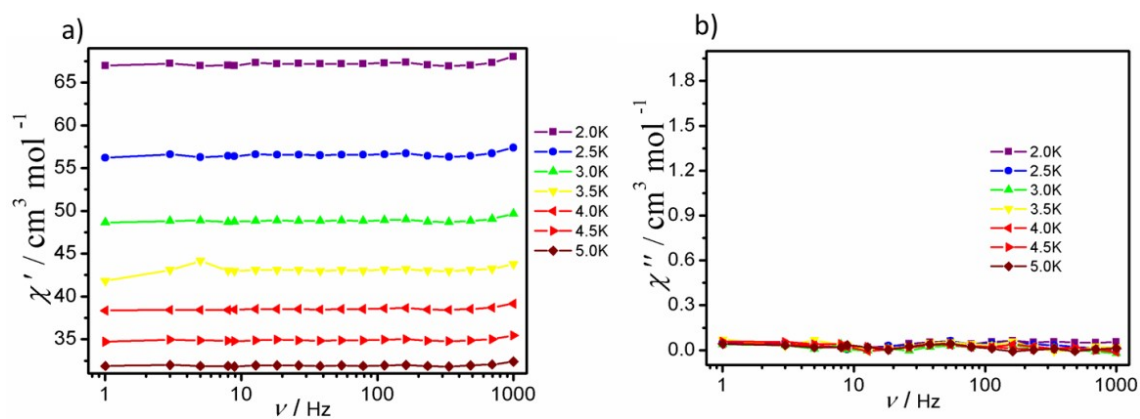 a)
χ′ / cm³ mol⁻¹
65
60
55
50
45
40
35
1 10 100 1000
ν / Hz
2.0K
2.5K
3.0K
3.5K
4.0K
4.5K
5.0K
b)
χ′′ / cm³ mol⁻¹
1.8
1.5
1.2
0.9
0.6
0.3
0.0
1 10 100 1000
ν / Hz
2.0K
2.5K
3.0K
3.5K
4.0K
4.5K
5.0K